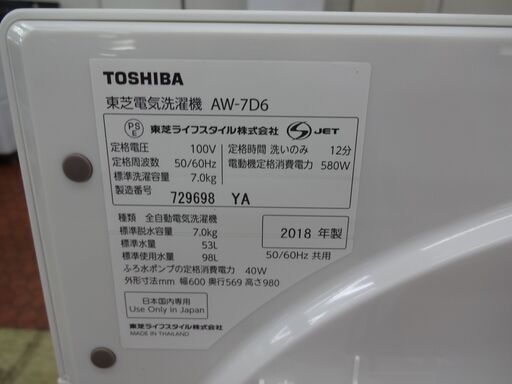 TOSHIBA
東芝電気洗濯機 AW-7D6
PS E 東芝ライフスタイル株式会社 S JET
定格電圧 100V 定格時間 洗いのみ 12分
定格周波数 50/60Hz 電動機定格消費電力 580W
標準洗濯容量 7.0kg
製造番号 729698 YA
種類 全自動電気洗濯機
標準脱水容量 7.0kg 2018 年製
標準水量 53L
標準使用水量 98L 50/60Hz 共用
ふろ水ポンプの定格消費電力 40W
外形寸法mm 幅600 奥行569 高さ980
日本国内専用
Use Only in Japan
東芝ライフスタイル株式会社
MADE IN THAILAND